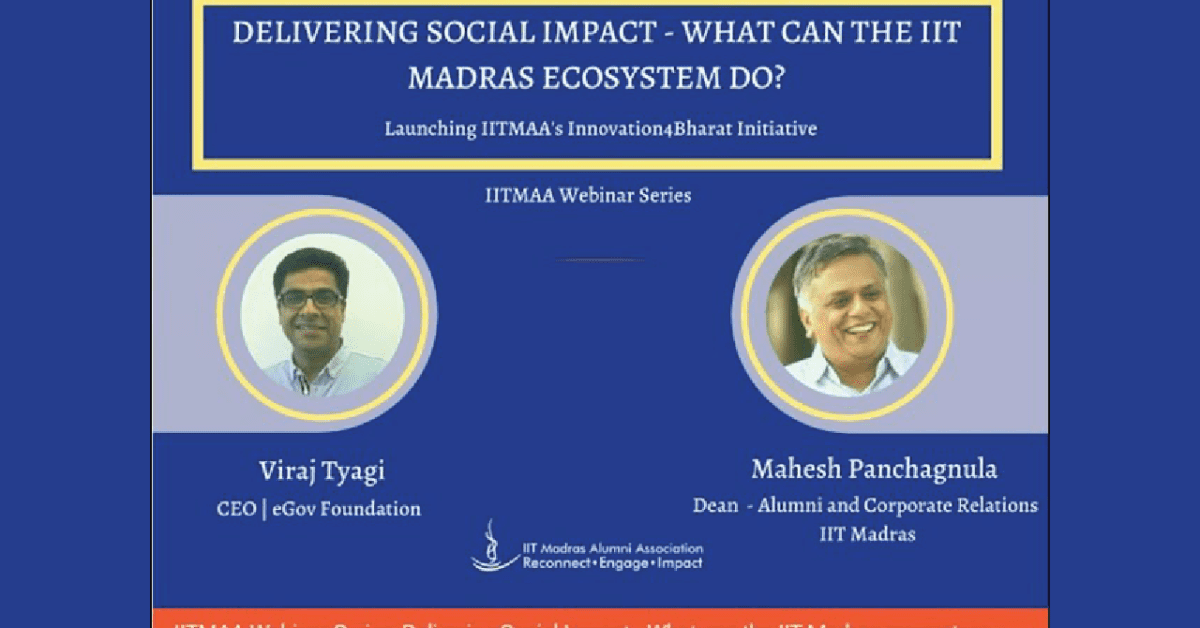 DELIVERING SOCIAL IMPACT - WHAT CAN THE IIT
MADRAS ECOSYSTEM DO?
Launching IITMAA's Innovation4Bharat Initiative
IITMAA Webinar Series
Viraj Tyagi
CEO | eGov Foundation
Mahesh Panchagnula
Dean - Alumni and Corporate Relations
IIT Madras
IIT Madras Alumni Association
Reconnect•Engage•Impact